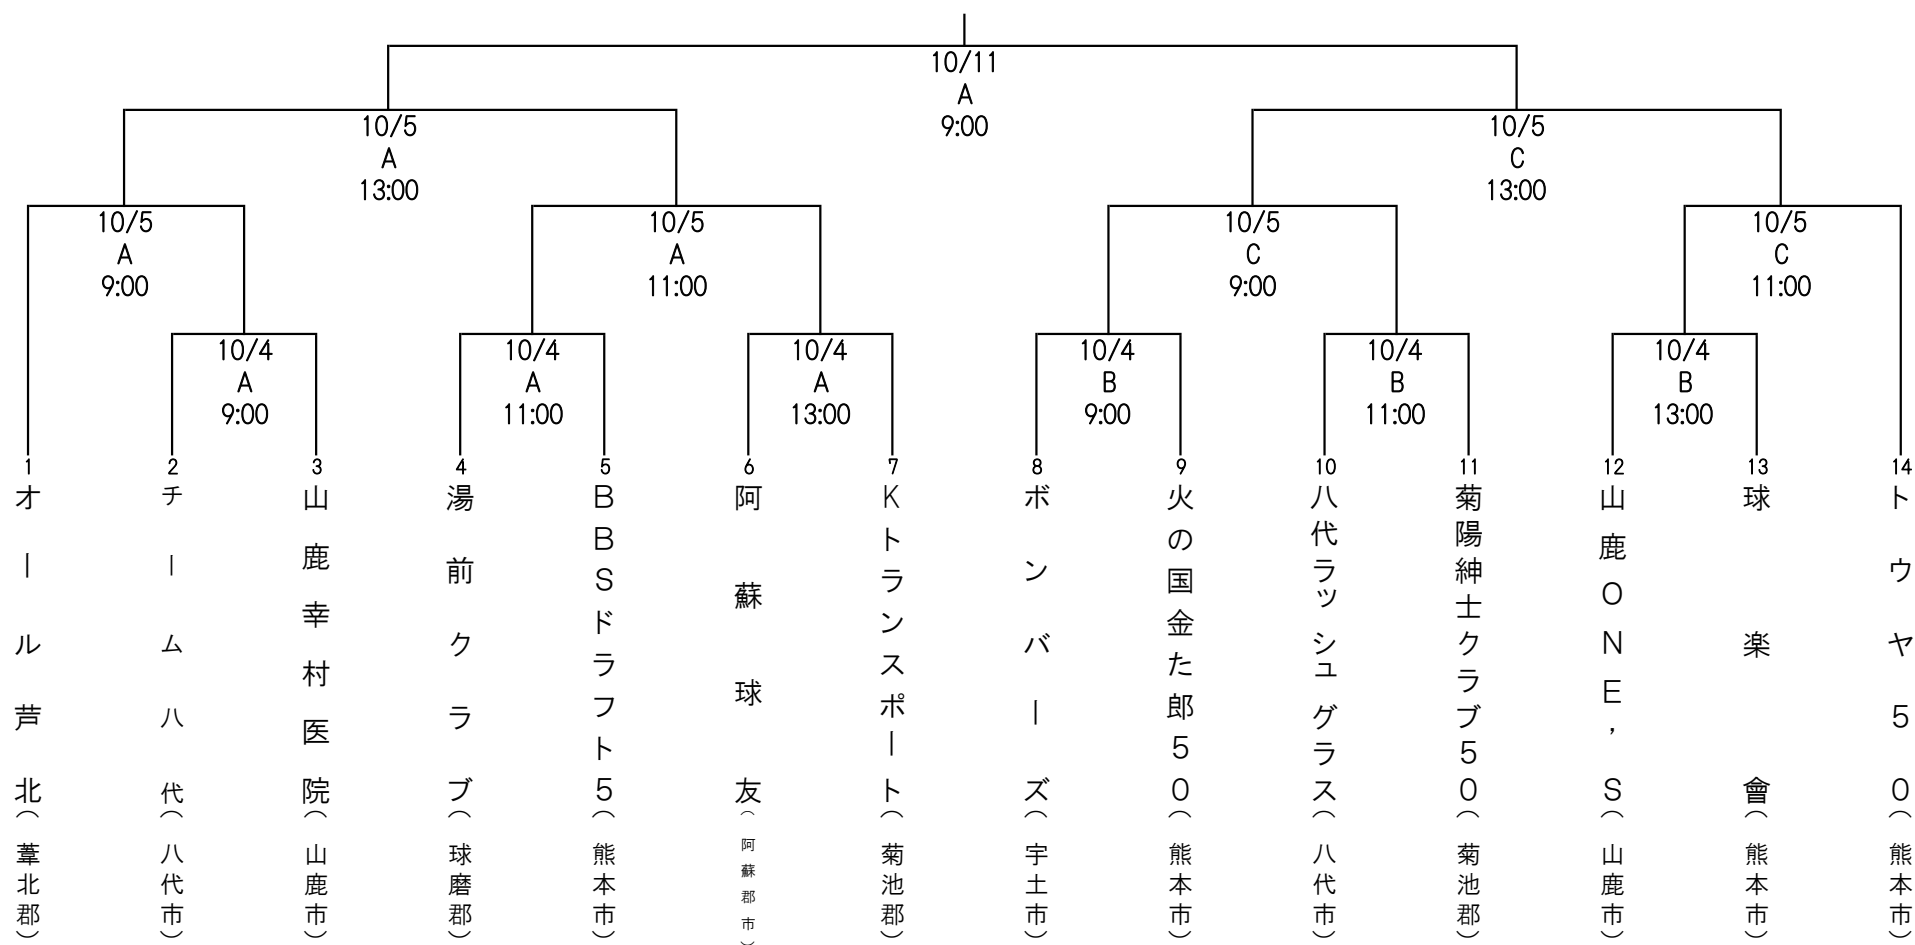 10/11
A
9:00
10/5
A
13:00
10/5
C
13:00
10/5
A
9:00
10/5
A
11:00
10/5
C
9:00
10/5
C
11:00
10/4
A
9:00
10/4
A
11:00
10/4
A
13:00
10/4
B
9:00
10/4
B
11:00
10/4
B
13:00
1
オール芦北(葦北郡)
2
チーム八代(八代市)
3
山鹿幸村医院(山鹿市)
4
湯前クラブ(球磨郡)
5
BBSドラフト5(熊本市)
6
阿蘇球友(阿蘇郡市)
7
Kトランスポート(菊池郡)
8
ボンバーズ(宇土市)
9
火の国金た郎50(熊本市)
10
八代ラッシュグラス(八代市)
11
菊陽紳士クラブ50(菊池郡)
12
山鹿ONE’S(山鹿市)
13
球楽會(熊本市)
14
トウヤ50(熊本市)